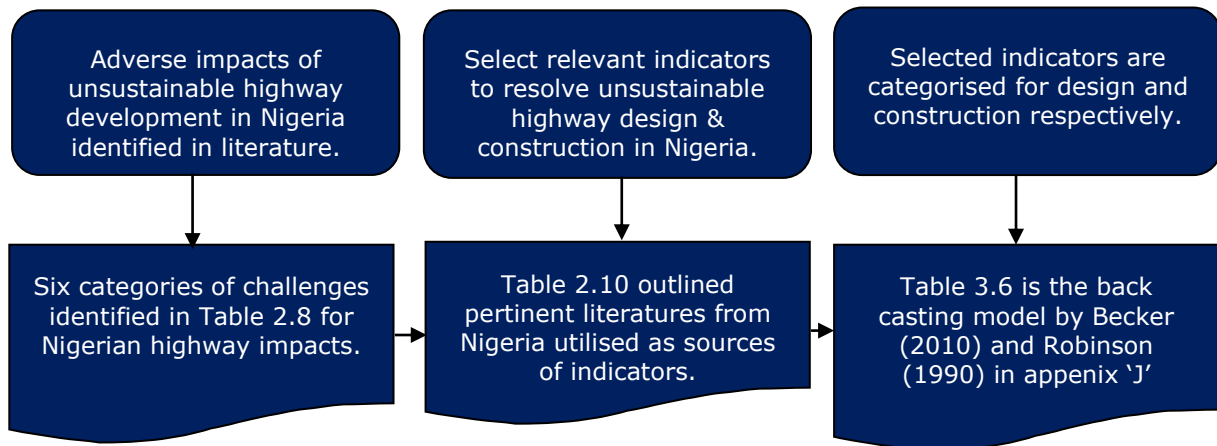 Adverse impacts of
unsustainable highway
development in Nigeria
identified in literature.
Select relevant indicators
to resolve unsustainable
highway design &
construction in Nigeria.
Selected indicators are
categorised for design and
construction respectively.
Six categories of challenges
identified in Table 2.8 for
Nigerian highway impacts.
Table 2.10 outlined
pertinent literatures from
Nigeria utilised as sources
of indicators.
Table 3.6 is the back
casting model by Becker
(2010) and Robinson
(1990) in appenix ‘J’